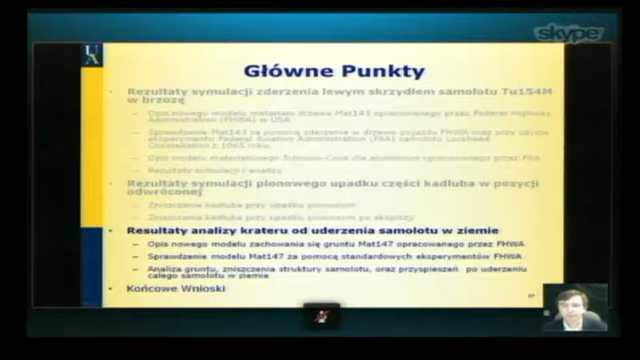 skype
UA
Główne Punkty
Rezultaty symulacji zderzenia lewym skrzydłem samolotu Tu154M
w brzozę
Opis nowego modelu materiału drzewa Mat143 opracowanego przez Federal Highway
Administration (FHWA) w USA
Sprawdzenie Mat143 za pomocą zderzenia w drzewo pojazdu FHWA oraz przy użyciu
eksperymentu Federal Aviation Administration (FAA) samolotu Lockheed
Constellation z 1965 roku.
Opis modelu materiałowego Johnson-Cook dla aluminum opracowanego przez FAA
Rezultaty symulacji i analizy
Rezultaty symulacji pionowego upadku części kadłuba w pozycji
odwróconej
Zniszczenie kadłuba przy upadku pionowym
Zniszczenie kadłuba przy upadku pionowym po eksplozji
Resultaty analizy krateru od uderzenia samolotu w ziemie
Opis nowego modelu zachowania się gruntu Mat147 opracowanego przez FHWA
Sprawdzenie modelu Mat147 za pomocą standardowych eksperymentów FHWA
Analiza gruntu, zniszczenia struktury samolotu, oraz przyspieszeń po uderzeniu
całego samolotu w ziemie
Końcowe Wnioski